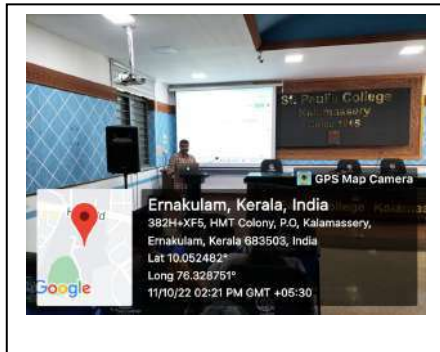 St. Paul's College
Kalamassery
GPS Map Camera
Ernakulam, Kerala, India
382H+XF5, HMT Colony, P.O, Kalamassery,
Ernakulam, Kerala 683503, India
Lat 10.052482°
Long 76.328751°
11/10/22 02:21 PM GMT +05:30
Google